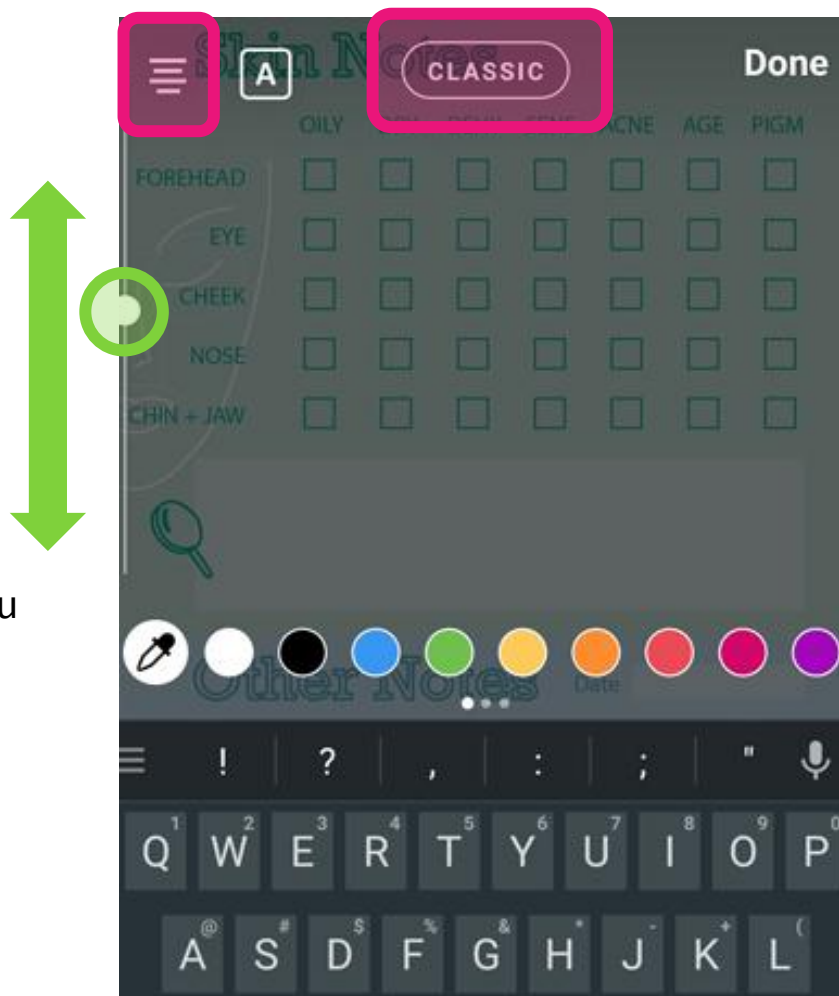 Skin Notes
A
CLASSIC
Done
OILY ACNE AGE PIGM
FOREHEAD
EYE
CHEEK
NOSE
CHIN + JAW
u
Other Notes Date
! ? , : ; "
1 2 3 4 5 6 7 8 9 0
Q W E R T Y U I O P
@ # $ % & * - + (
A S D F G H J K L